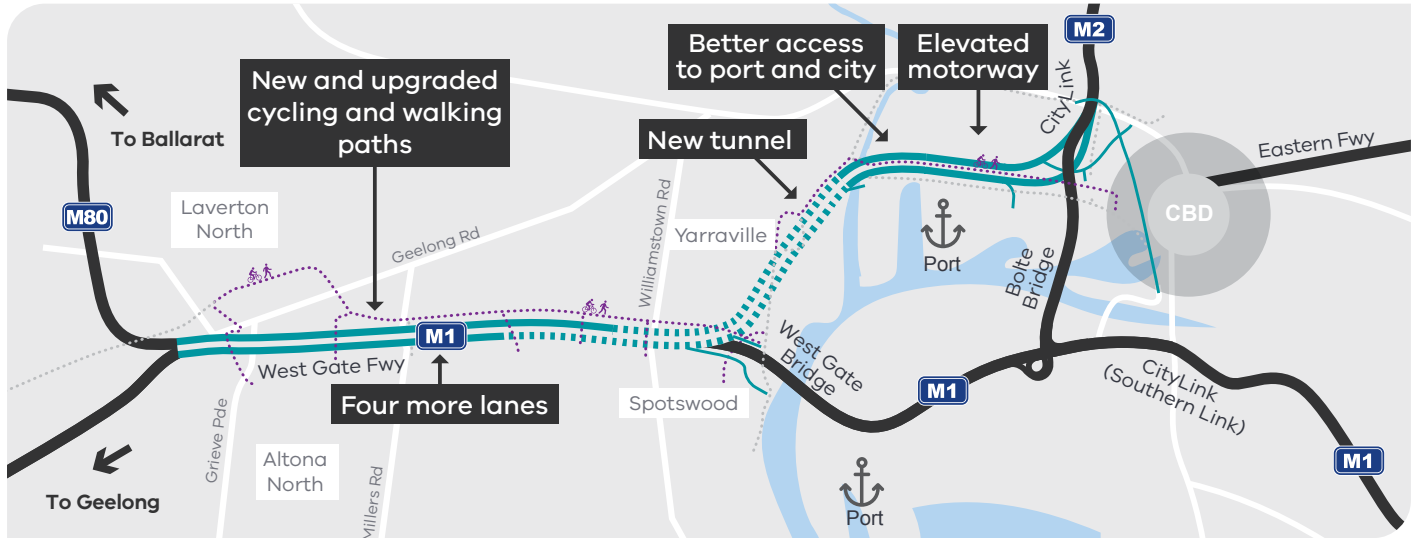 M2
Better access
to port and city
Elevated
motorway
New and upgraded
cycling and walking
paths
To Ballarat
New tunnel
CityLink
Eastern Fwy
M80
Laverton
North
Williamstown Rd
Yarraville
CBD
Geelong Rd
Port
Bolte
Bridge
M1
West Gate Fwy
West Gate
Bridge
Four more lanes
Spotswood
M1
CityLink
(Southern Link)
Grieve Pde
Altona
North
Millers Rd
M1
To Geelong
Port